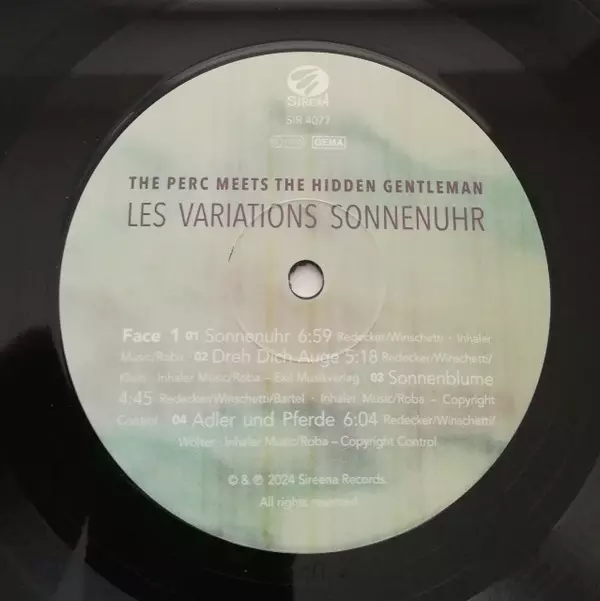 Sireena
SIR 4077
GEMA
THE PERC MEETS THE HIDDEN GENTLEMAN
LES VARIATIONS SONNENUHR
Face 1 01 Sonnenuhr 6:59 Redecker/Winschetti · Inhaler
Music/Roba – 02 Dreh Dich Auge 5:18 Redecker/Winschetti/
Inhaler Music/Roba – Exil Musikverlag 03 Sonnenblume
4:45 Redecker/Winschetti/Bartel · Inhaler Music/Roba – Copyright
Control 04 Adler und Pferde 6:04 Redecker/Winschetti/
Wolter · Inhaler Music/Roba – Copyright Control
© & ℗ 2024 Sireena Records.
All rights reserved